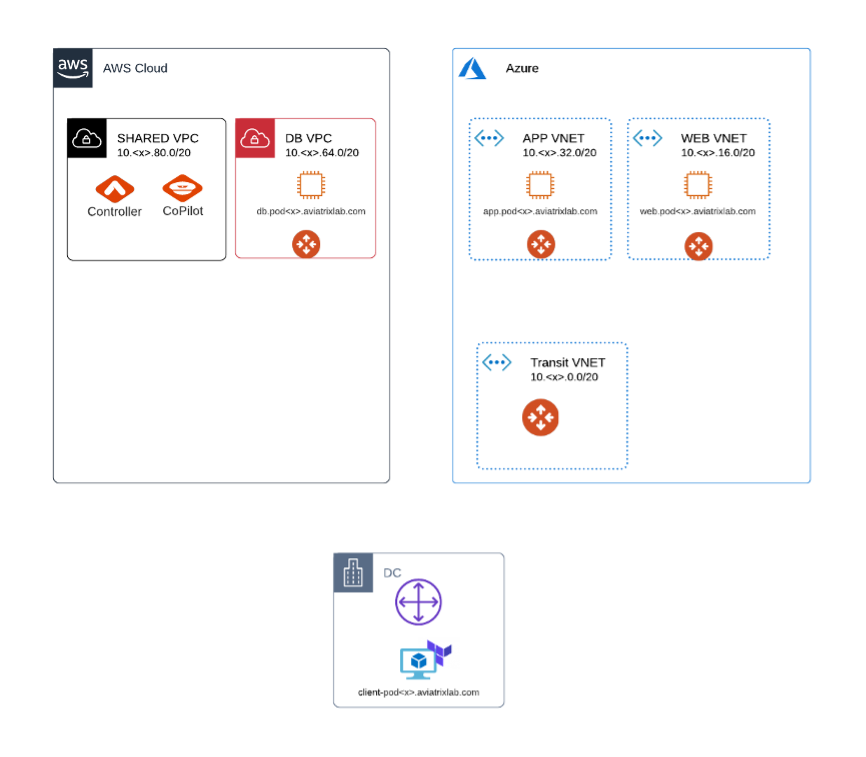 aws
AWS Cloud
SHARED VPC
10.<x>.80.0/20
Controller
CoPilot
DB VPC
10.<x>.64.0/20
db.pod<x>.aviatrixlab.com
Azure
APP VNET
10.<x>.32.0/20
app.pod<x>.aviatrixlab.com
WEB VNET
10.<x>.16.0/20
web.pod<x>.aviatrixlab.com
Transit VNET
10.<x>.0.0/20
DC
client-pod<x>.aviatrixlab.com